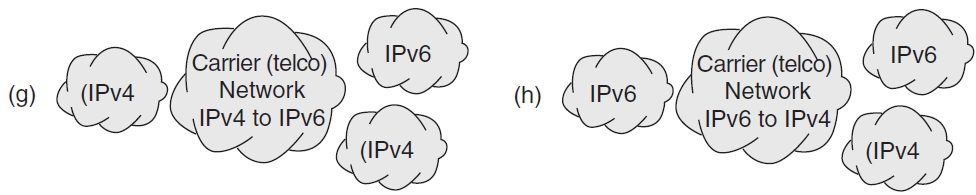 (g)
(IPv4
Carrier (telco)
Network
IPv4 to IPv6
IPv6
(IPv4
(h)
IPv6
Carrier (telco)
Network
IPv6 to IPv4
IPv6
(IPv4